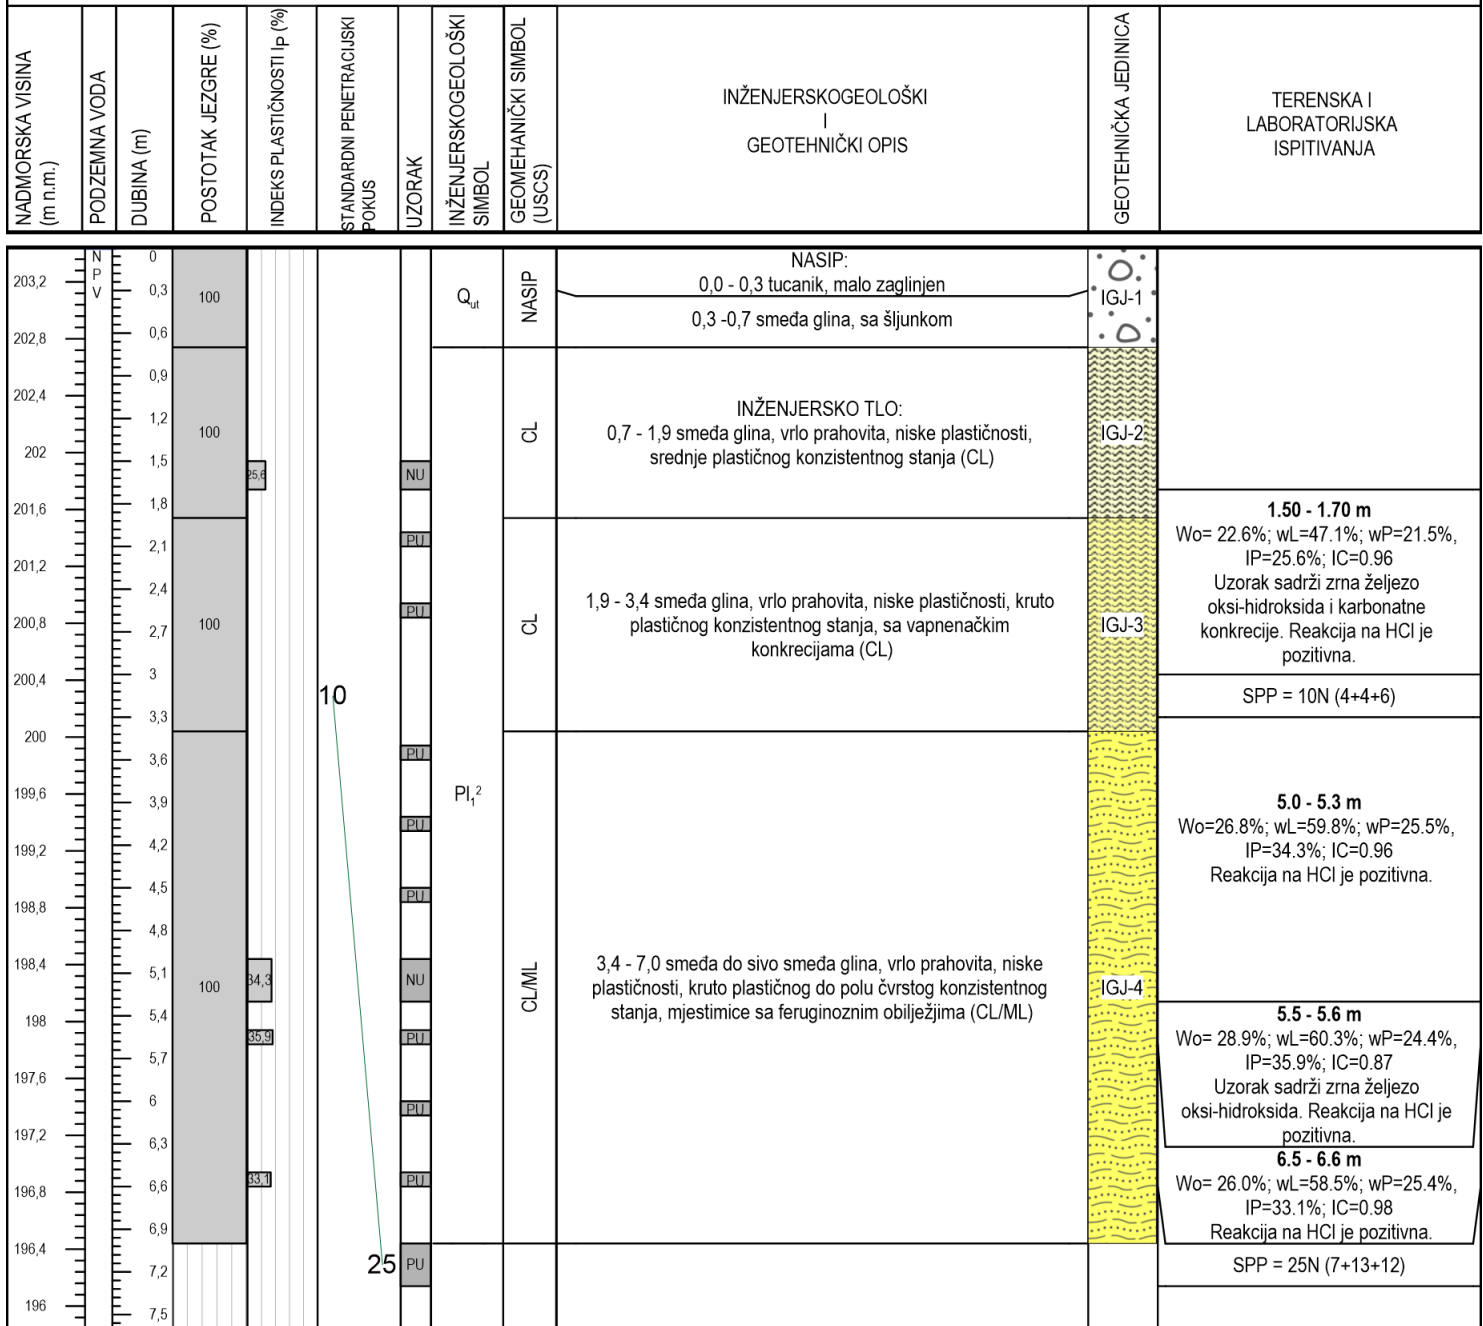 NADMORSKA VISINA
(m n.m.)
PODZEMNA VODA
DUBINA (m)
POSTOTAK JEZGRE (%)
INDEKS PLASTIČNOSTI Ip (%)
STANDARDNI PENETRACIJSKI
POKUS
UZORAK
INŽENJERSKOGEOLOŠKI
SIMBOL
GEOMEHANIČKI SIMBOL
(USCS)
INŽENJERSKOGEOLOŠKI
I
GEOTEHNIČKI OPIS
GEOTEHNIČKA JEDINICA
TERENSKA I
LABORATORIJSKA
ISPITIVANJA
203,2
202,8
202,4
202
201,6
201,2
200,8
200,4
200
199,6
199,2
198,8
198,4
198
197,6
197,2
196,8
196,4
196
N
P
V
0
0,3
0,6
0,9
1,2
1,5
1,8
2,1
2,4
2,7
3
3,3
3,6
3,9
4,2
4,5
4,8
5,1
5,4
5,7
6
6,3
6,6
6,9
7,2
7,5
100
100
100
100
25,6
34,3
35,9
33,1
10
25
NU
PU
PU
PU
PU
PU
NU
PU
PU
PU
PU
Qut
Pl₁²
NASIP
CL
CL
CL/ML
NASIP:
0,0 - 0,3 tucanik, malo zaglinjen
0,3 -0,7 smeđa glina, sa šljunkom
INŽENJERSKO TLO:
0,7 - 1,9 smeđa glina, vrlo prahovita, niske plastičnosti,
srednje plastičnog konzistentnog stanja (CL)
1,9 - 3,4 smeđa glina, vrlo prahovita, niske plastičnosti, kruto
plastičnog konzistentnog stanja, sa vapnenačkim
konkrecijama (CL)
3,4 - 7,0 smeđa do sivo smeđa glina, vrlo prahovita, niske
plastičnosti, kruto plastičnog do polu čvrstog konzistentnog
stanja, mjestimice sa feruginoznim obilježjima (CL/ML)
IGJ-1
IGJ-2
IGJ-3
IGJ-4
1.50 - 1.70 m
Wo= 22.6%; wL=47.1%; wP=21.5%,
IP=25.6%; IC=0.96
Uzorak sadrži zrna željezo
oksi-hidroksida i karbonatne
konkrecije. Reakcija na HCl je
pozitivna.
SPP = 10N (4+4+6)
5.0 - 5.3 m
Wo=26.8%; wL=59.8%; wP=25.5%,
IP=34.3%; IC=0.96
Reakcija na HCl je pozitivna.
5.5 - 5.6 m
Wo= 28.9%; wL=60.3%; wP=24.4%,
IP=35.9%; IC=0.87
Uzorak sadrži zrna željezo
oksi-hidroksida. Reakcija na HCl je
pozitivna.
6.5 - 6.6 m
Wo= 26.0%; wL=58.5%; wP=25.4%,
IP=33.1%; IC=0.98
Reakcija na HCl je pozitivna.
SPP = 25N (7+13+12)